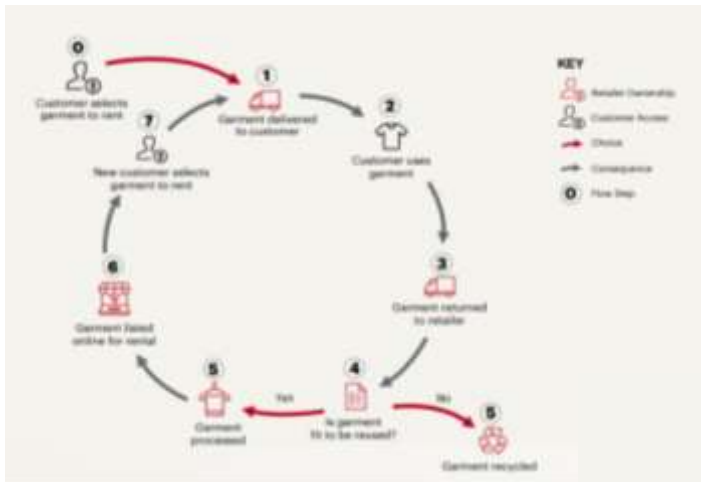 0
Customer selects
garment to rent
1
Garment delivered
to customer
2
Customer uses
garment
3
Garment returned
to retailer
4
Is garment
fit to be reused?
Yes
No
5
Garment
processed
5
Garment recycled
6
Garment listed
online for rental
7
New customer selects
garment to rent
KEY
Retailer Ownership
Customer Access
Choice
Consequence
0
Flow Step